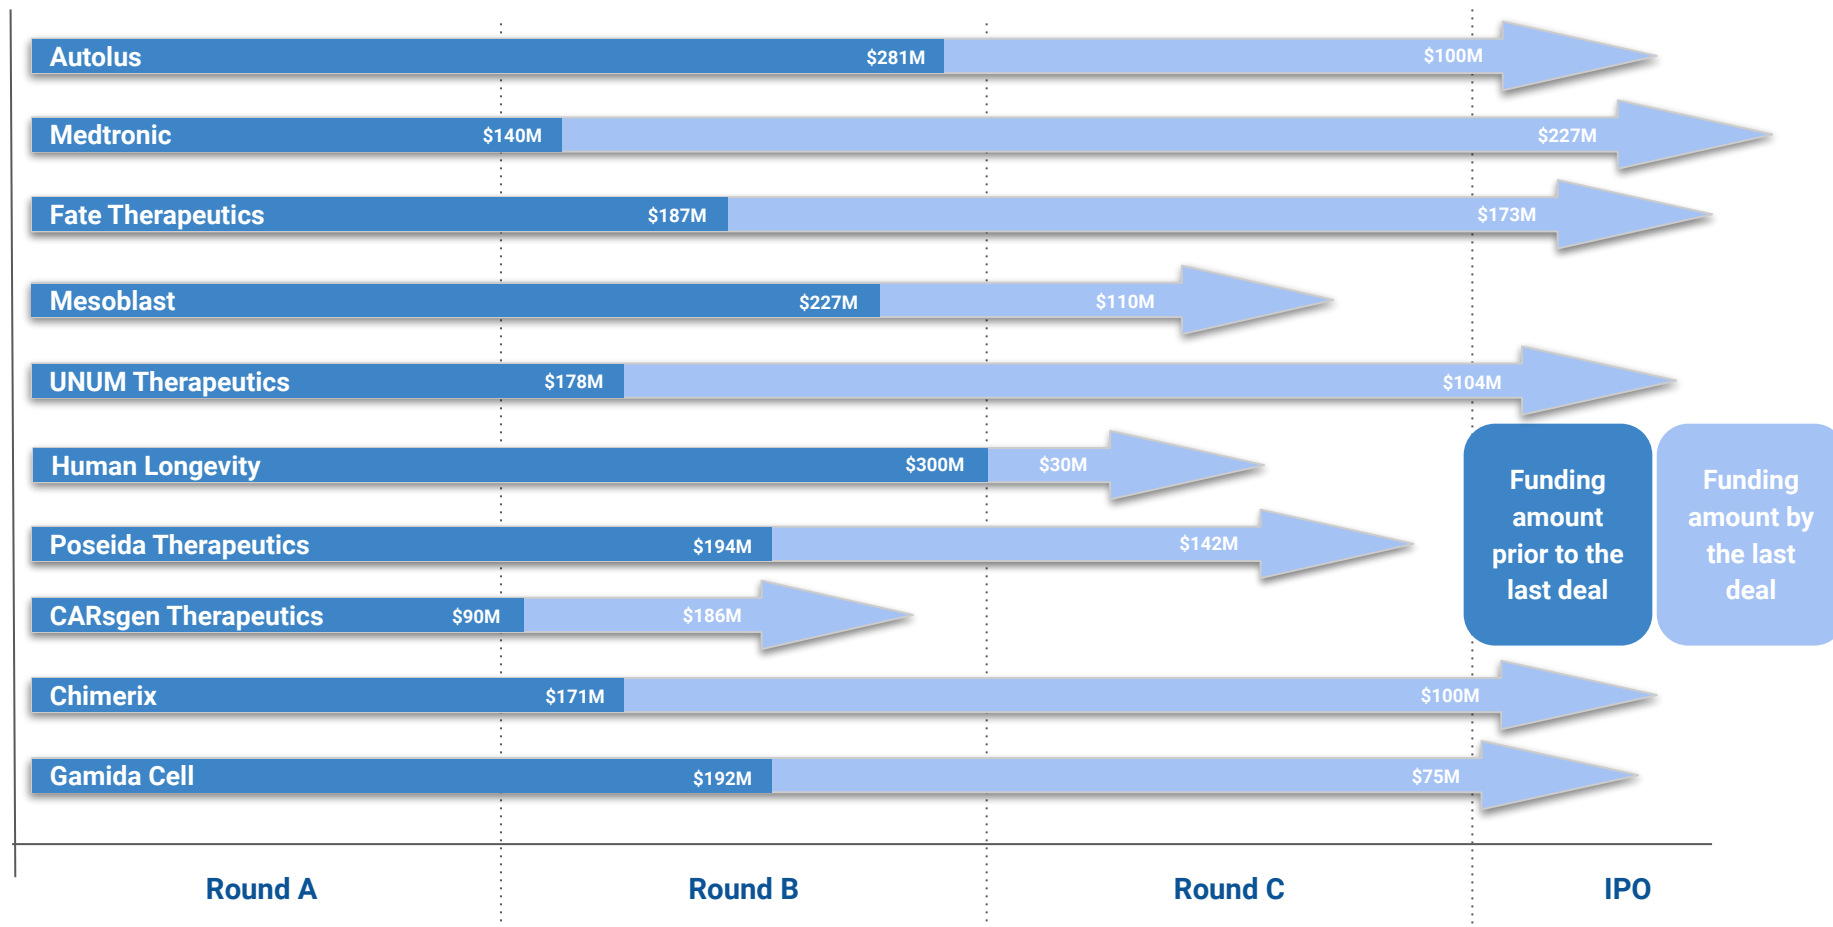 Autolus $281M $100M
Medtronic $140M $227M
Fate Therapeutics $187M $173M
Mesoblast $227M $110M
UNUM Therapeutics $178M $104M
Human Longevity $300M $30M
Poseida Therapeutics $194M $142M
CARsgen Therapeutics $90M $186M
Chimerix $171M $100M
Gamida Cell $192M $75M
Funding
amount
prior to the
last deal
Funding
amount by
the last
deal
Round A Round B Round C IPO